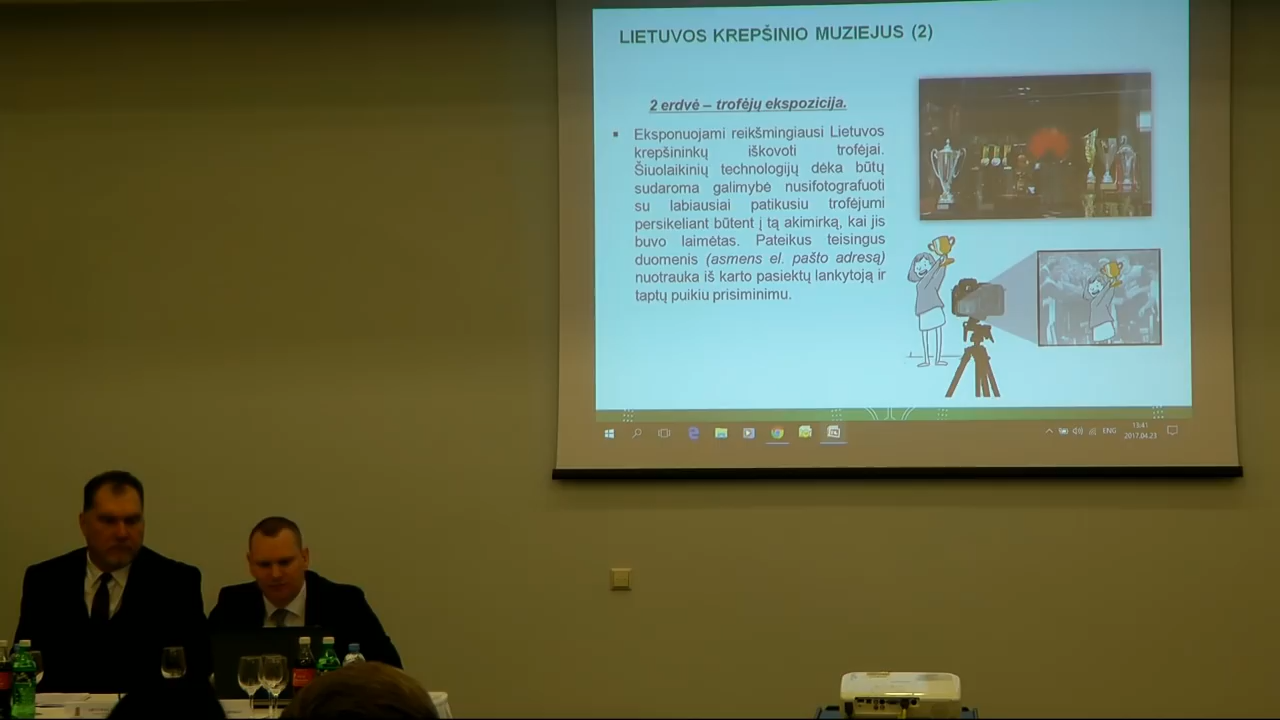 LIETUVOS KREPŠINIO MUZIEJUS (2)
2 erdvė – trofėjų ekspozicija.
▪ Eksponuojami reikšmingiausi Lietuvos
krepšininkų iškovoti trofėjai.
Šiuolaikinių technologijų dėka būtų
sudaroma galimybė nusifotografuoti
su labiausiai patikusiu trofėjumi
persikeliant būtent į tą akimirką, kai jis
buvo laimėtas. Pateikus teisingus
duomenis (asmens el. pašto adresą)
nuotrauka iš karto pasiektų lankytoją ir
taptų puikiu prisiminimu.
ENG
15:41
2017.04.23